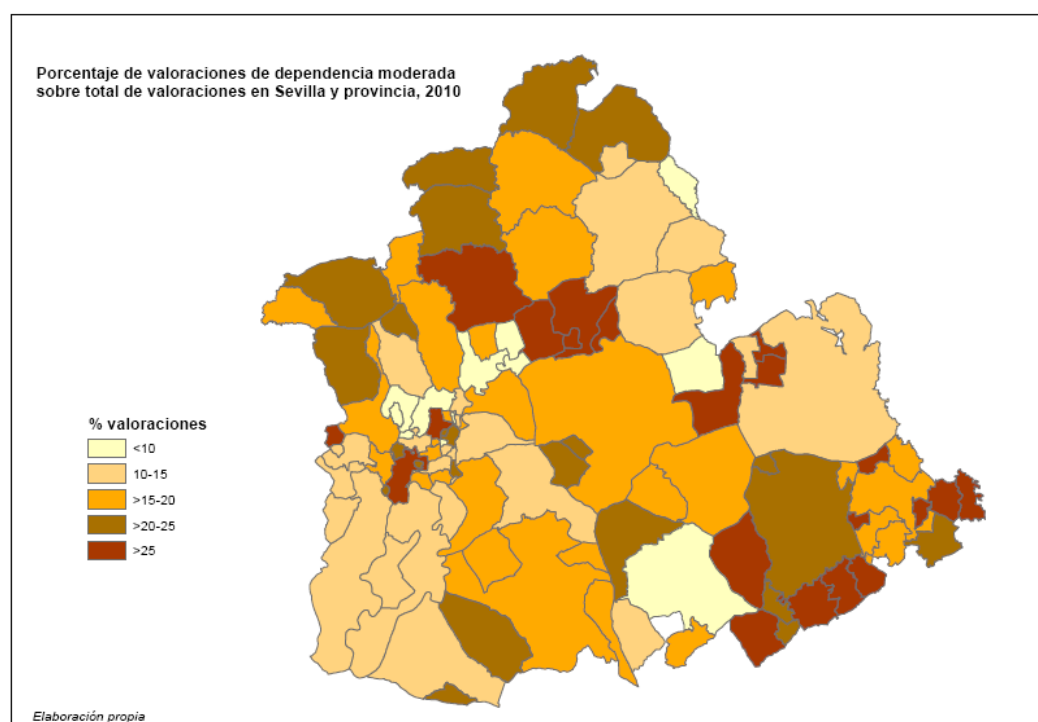 Porcentaje de valoraciones de dependencia moderada
sobre total de valoraciones en Sevilla y provincia, 2010
% valoraciones
<10
10-15
>15-20
>20-25
>25
Elaboración propia